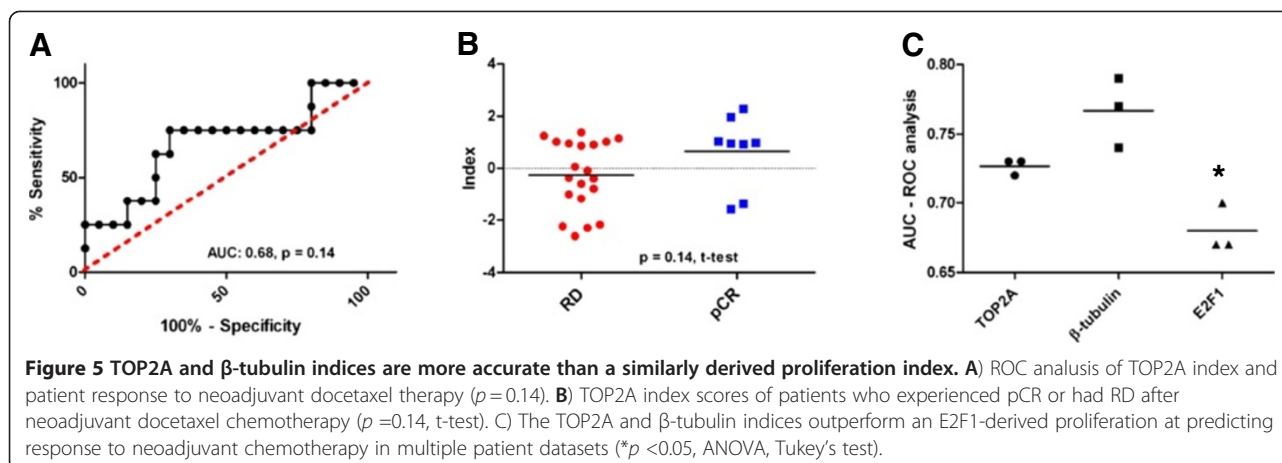 A
% Sensitivity
100
50
0
0
50
100
AUC: 0.68, p = 0.14
100% - Specificity
B
Index
4
2
0
-2
-4
p = 0.14, t-test
RD
pCR
C
AUC - ROC analysis
0.80
0.75
0.70
0.65
*
TOP2A
β-tubulin
E2F1
Figure 5 TOP2A and β-tubulin indices are more accurate than a similarly derived proliferation index. A) ROC analysis of TOP2A index and
patient response to neoadjuvant docetaxel therapy (p = 0.14). B) TOP2A index scores of patients who experienced pCR or had RD after
neoadjuvant docetaxel chemotherapy (p =0.14, t-test). C) The TOP2A and β-tubulin indices outperform an E2F1-derived proliferation at predicting
response to neoadjuvant chemotherapy in multiple patient datasets (*p <0.05, ANOVA, Tukey's test).